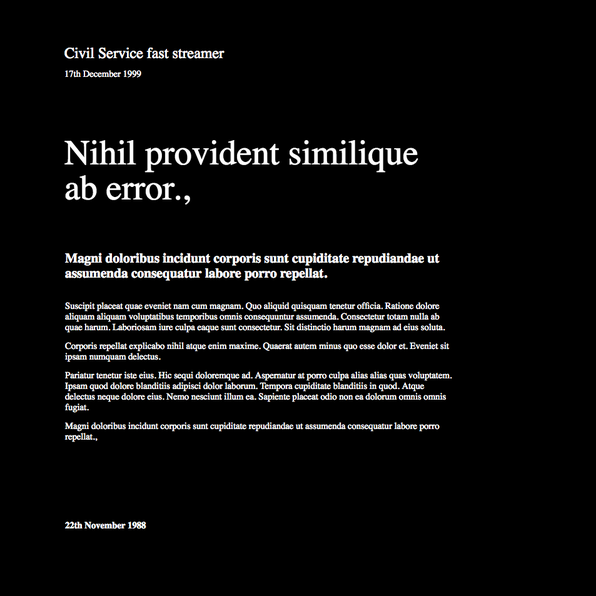 Civil Service fast streamer
17th December 1999
Nihil provident similique
ab error.,
Magni doloribus incidunt corporis sunt cupiditate repudiandae ut
assumenda consequatur labore porro repellat.
Suscipit placeat quae eveniet nam cum magnam. Quo aliquid quisquam tenetur officia. Ratione dolore
aliquam aliquam voluptatibus temporibus omnis consequuntur assumenda. Consectetur totam nulla ab
quae harum. Laboriosam iure culpa eaque sunt consectetur. Sit distinctio harum magnam ad eius soluta.
Corporis repellat explicabo nihil atque enim maxime. Quaerat autem minus quo esse dolor et. Eveniet sit
ipsam numquam delectus.
Pariatur tenetur iste eius. Hic sequi doloremque ad. Aspernatur at porro culpa alias alias quas voluptatem.
Ipsam quod dolore blanditiis adipisci dolor laborum. Tempora cupiditate blanditiis in quod. Atque
delectus neque dolore eius. Nemo nesciunt illum ea. Sapiente placeat odio non ea dolorum omnis omnis
fugiat.
Magni doloribus incidunt corporis sunt cupiditate repudiandae ut assumenda consequatur labore porro
repellat.,
22th November 1988